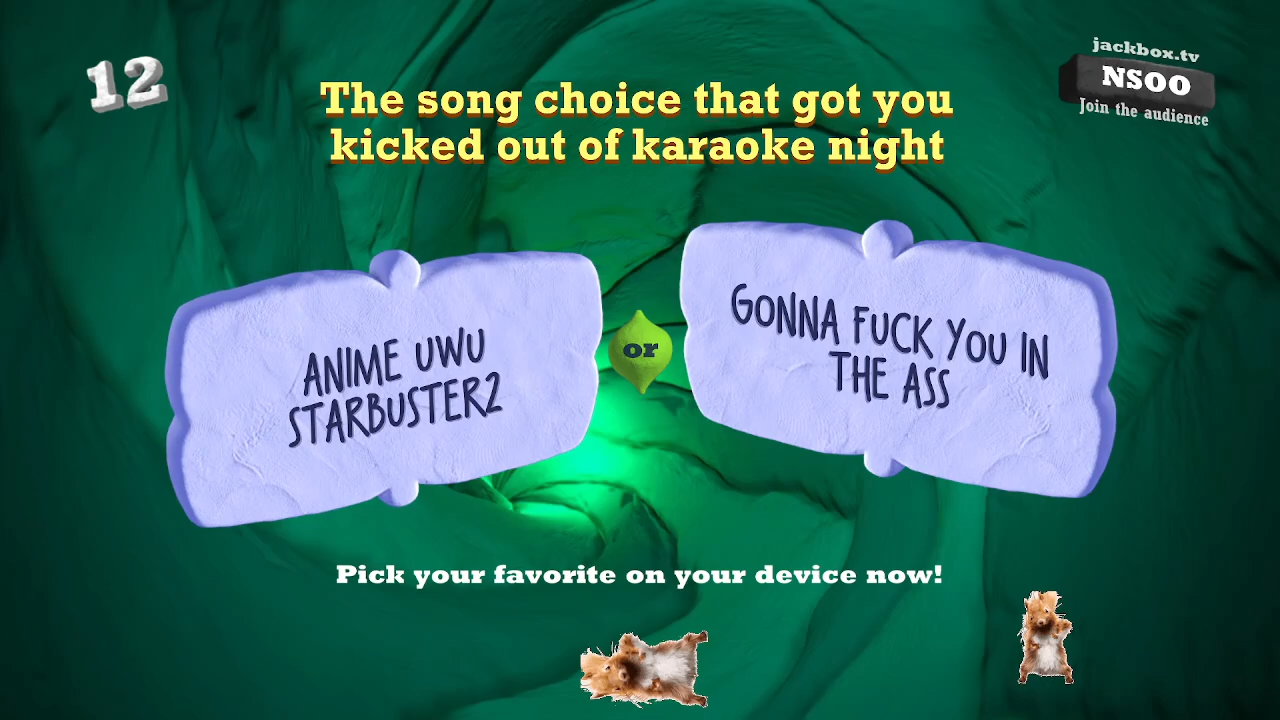 12
jackbox.tv
NSOO
Join the audience
The song choice that got you
kicked out of karaoke night
ANIME UWU
STARBUSTERZ
or
GONNA FUCK YOU IN
THE ASS
Pick your favorite on your device now!